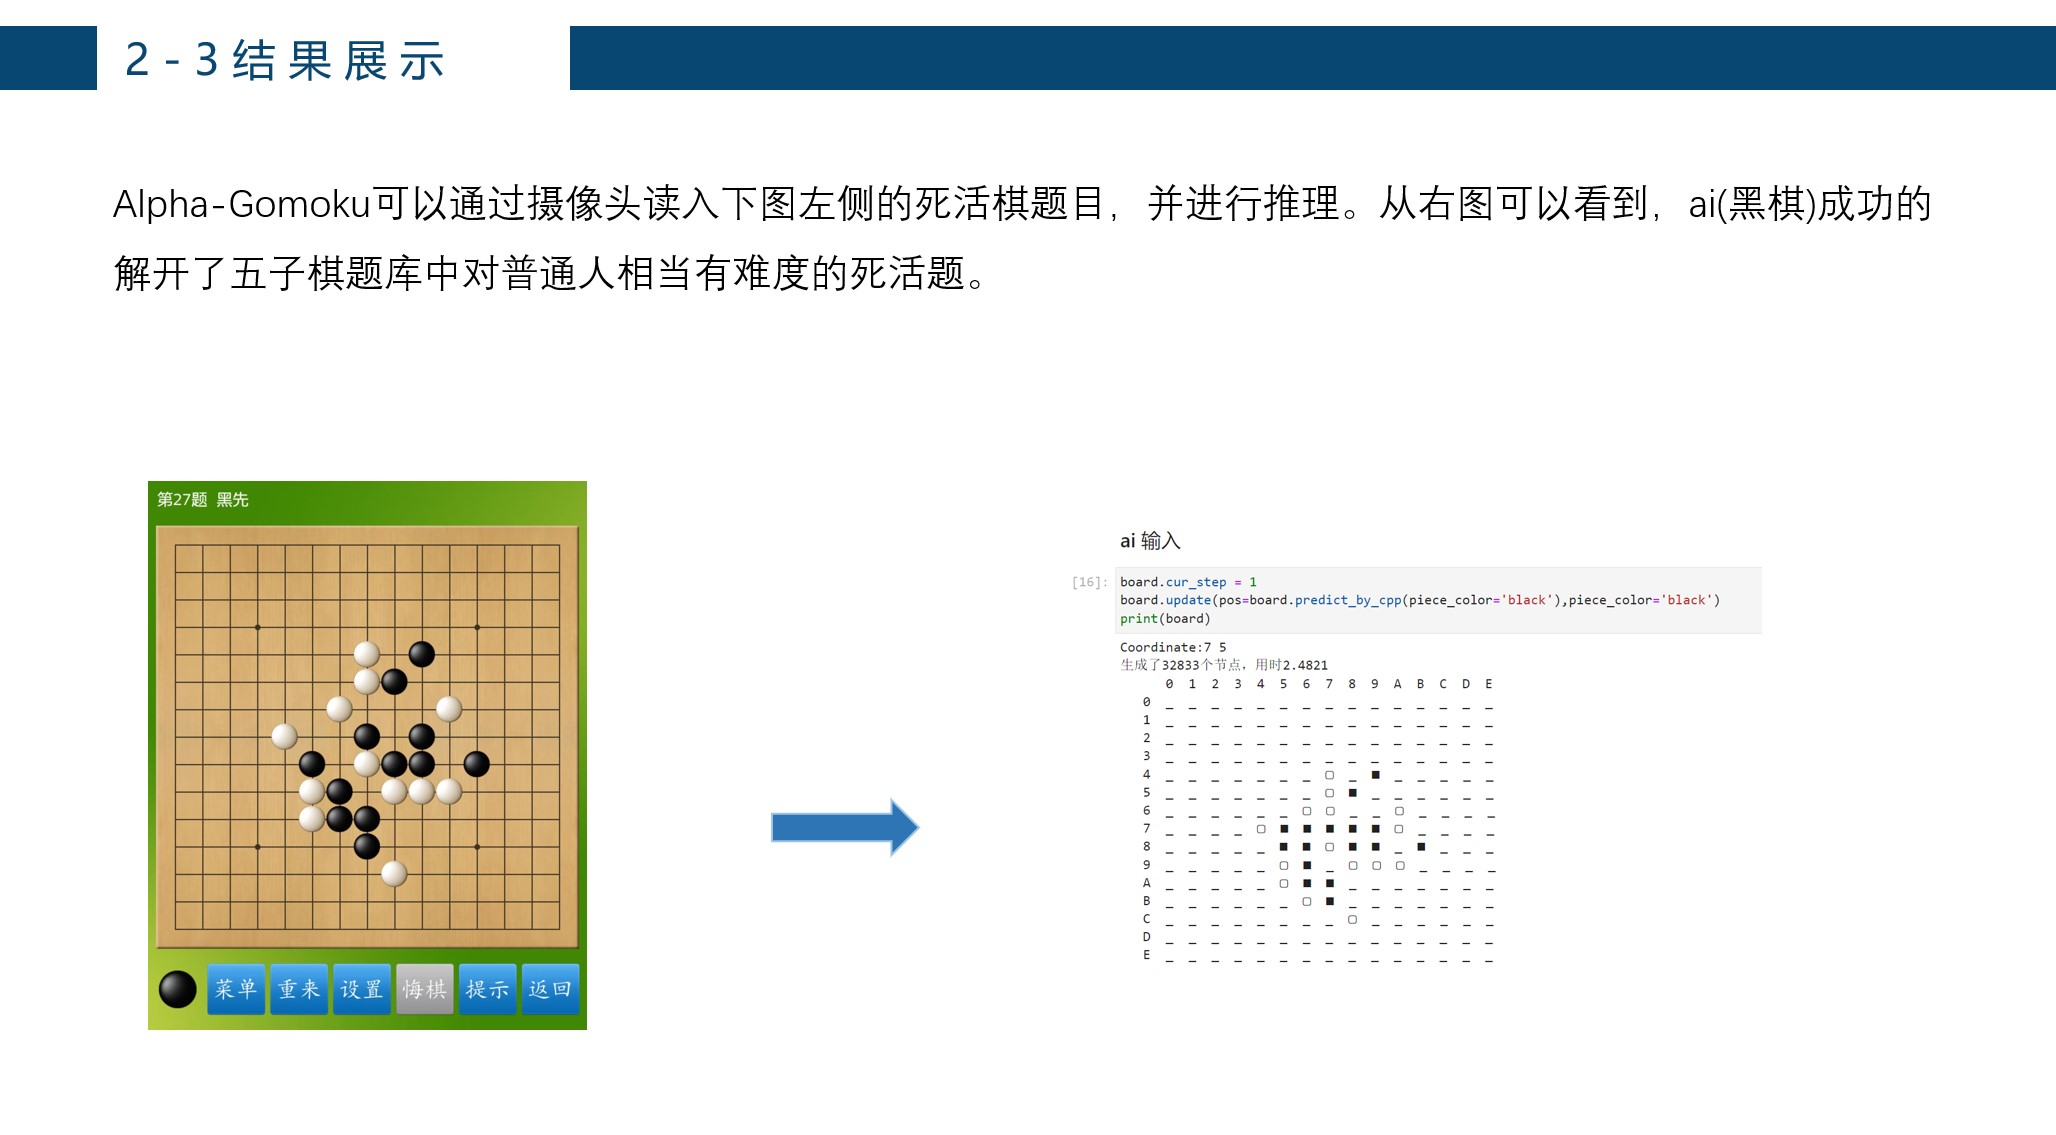 2-3结果展示
Alpha-Gomoku可以通过摄像头读入下图左侧的死活棋题目，并进行推理。从右图可以看到，ai(黑棋)成功的
解开了五子棋题库中对普通人相当有难度的死活题。
第27题 黑先
菜单 重来 设置 悔棋 提示 返回
ai 输入
[16]: board.cur_step = 1
board.update(pos=board.predict_by_cpp(piece_color='black'),piece_color='black')
print(board)
Coordinate:7 5
生成了32833个节点，用时2.4821
0 1 2 3 4 5 6 7 8 9 A B C D E
0 _ _ _ _ _ _ _ _ _ _ _ _ _ _ _
1 _ _ _ _ _ _ _ _ _ _ _ _ _ _ _
2 _ _ _ _ _ _ _ _ _ _ _ _ _ _ _
3 _ _ _ _ _ _ _ _ _ _ _ _ _ _ _
4 _ _ _ _ _ _ _ ▢ _ ■ _ _ _ _ _
5 _ _ _ _ _ _ _ ▢ ■ _ _ _ _ _ _
6 _ _ _ _ _ _ ▢ ▢ _ _ ▢ _ _ _ _
7 _ _ _ _ ▢ ■ ■ ■ ■ ■ ▢ _ _ _ _
8 _ _ _ _ _ ■ ■ ▢ ■ ■ _ ■ _ _ _
9 _ _ _ _ _ ▢ ■ _ ▢ ▢ ▢ _ _ _ _
A _ _ _ _ _ ▢ ■ ■ _ _ _ _ _ _ _
B _ _ _ _ _ _ ▢ ■ _ _ _ _ _ _ _
C _ _ _ _ _ _ _ _ ▢ _ _ _ _ _ _
D _ _ _ _ _ _ _ _ _ _ _ _ _ _ _
E _ _ _ _ _ _ _ _ _ _ _ _ _ _ _